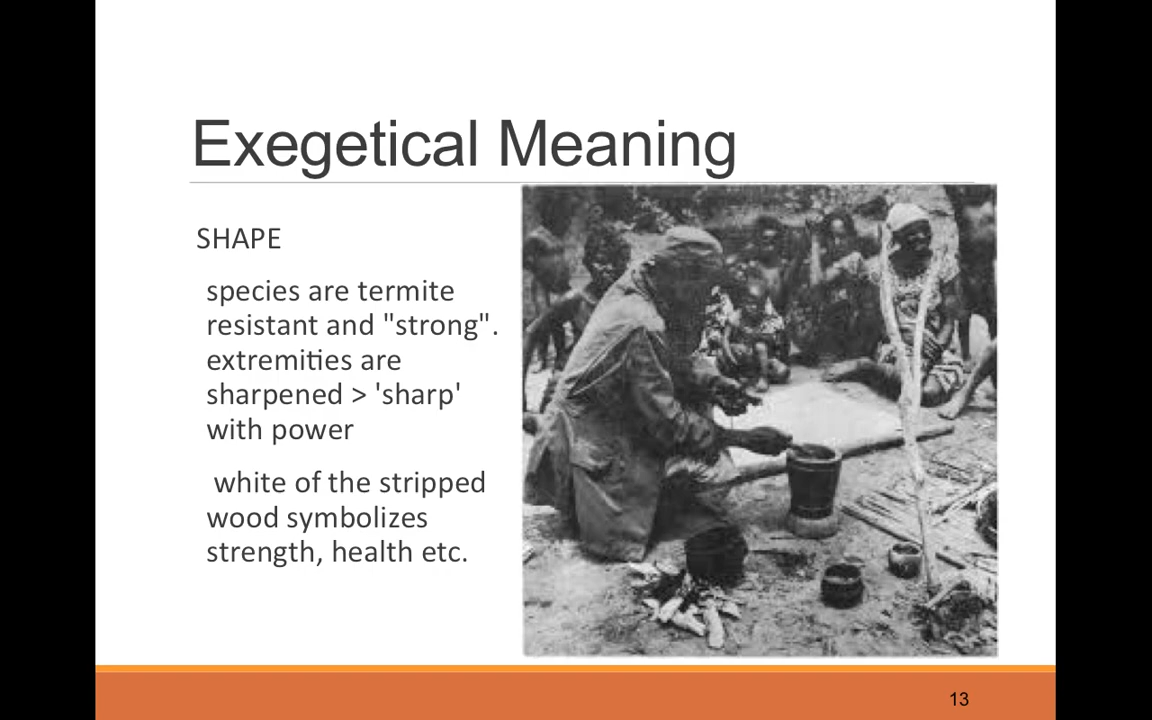 Exegetical Meaning
SHAPE
species are termite
resistant and "strong".
extremities are
sharpened > 'sharp'
with power
white of the stripped
wood symbolizes
strength, health etc.
13